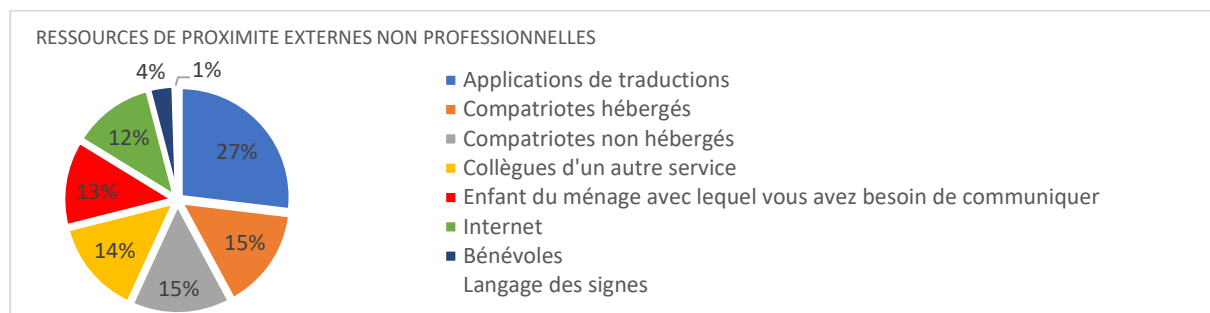 RESSOURCES DE PROXIMITE EXTERNES NON PROFESSIONNELLES
4%
1%
27%
15%
15%
14%
13%
12%
Applications de traductions
Compatriotes hébergés
Compatriotes non hébergés
Collègues d'un autre service
Enfant du ménage avec lequel vous avez besoin de communiquer
Internet
Bénévoles
Langage des signes